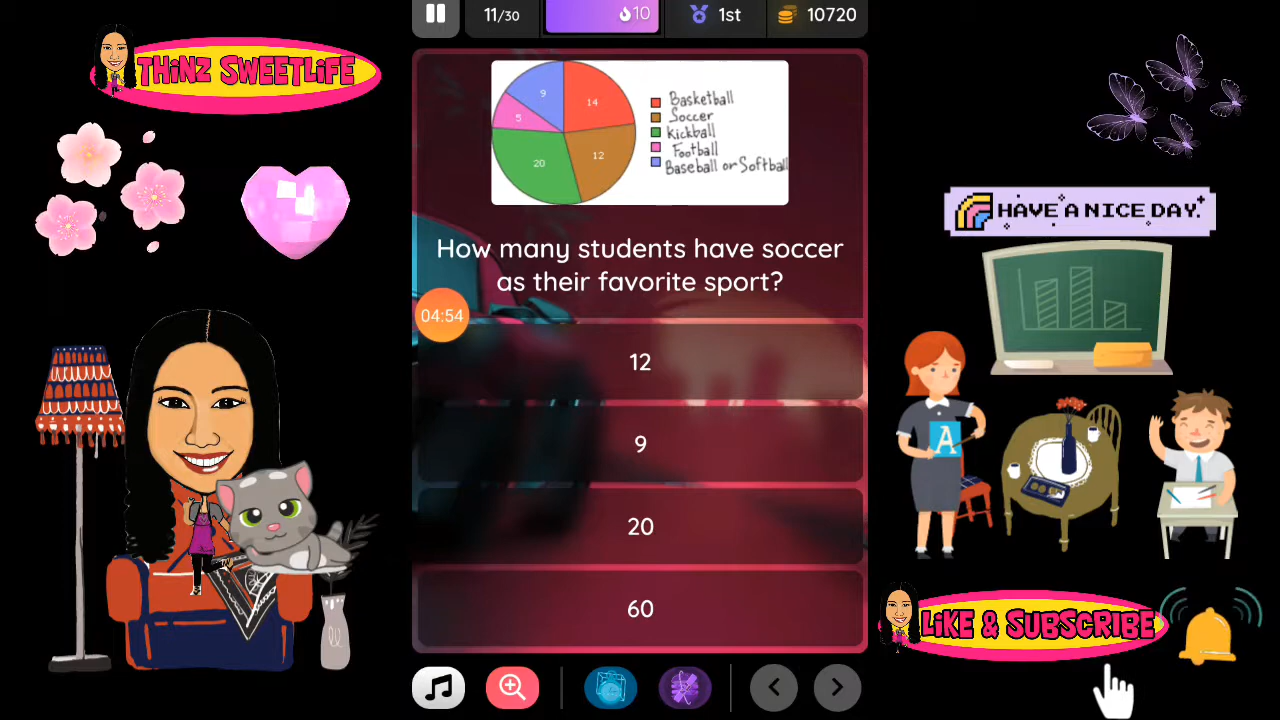 THINZ SWEETLIFE
11/30
10
1st
10720
9
14
5
20
12
Basketball
Soccer
Kickball
Football
Baseball or Softball
How many students have soccer
as their favorite sport?
04:54
12
9
20
60
HAVE A NICE DAY.
A
LIKE & SUBSCRIBE